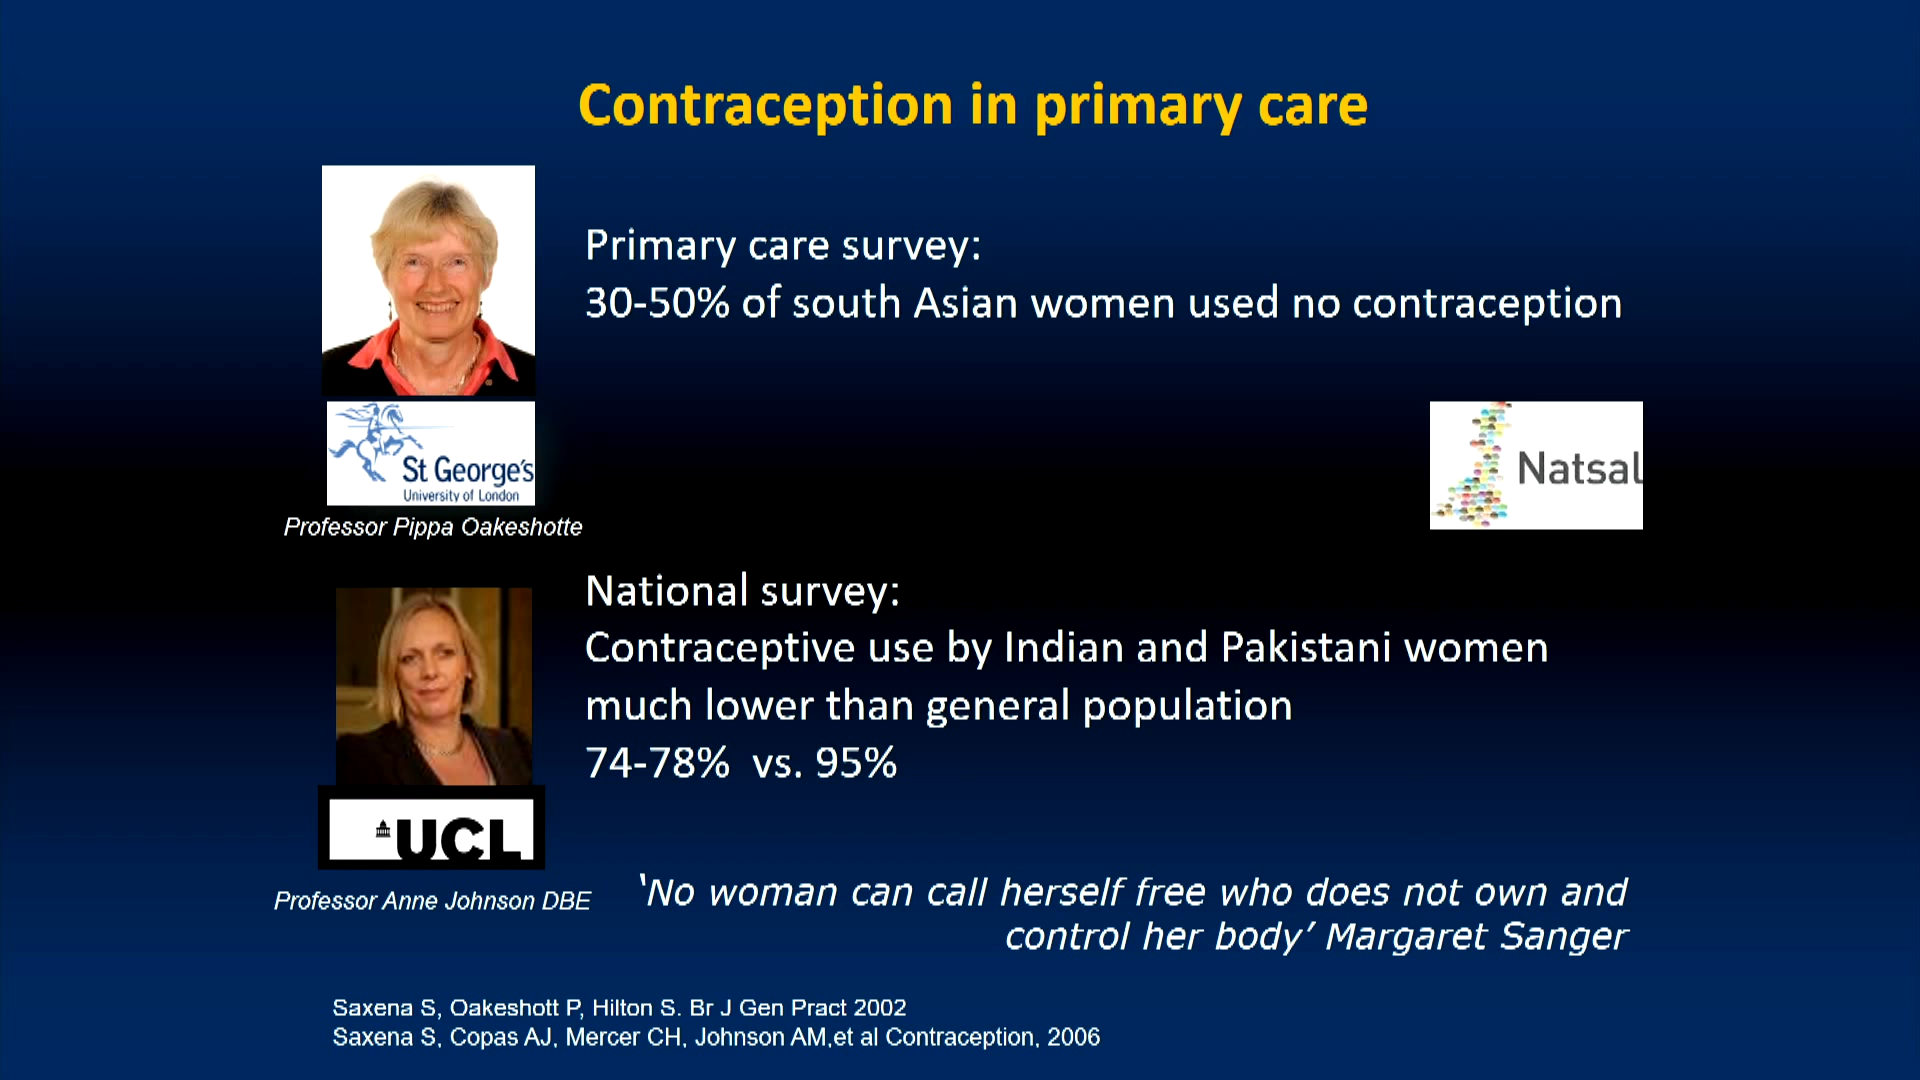 Contraception in primary care
Primary care survey:
30-50% of south Asian women used no contraception
St George's
University of London
Professor Pippa Oakeshotte
Natsal
National survey:
Contraceptive use by Indian and Pakistani women
much lower than general population
74-78% vs. 95%
UCL
Professor Anne Johnson DBE
‘No woman can call herself free who does not own and
control her body’ Margaret Sanger
Saxena S, Oakeshott P, Hilton S. Br J Gen Pract 2002
Saxena S, Copas AJ, Mercer CH, Johnson AM,et al Contraception, 2006